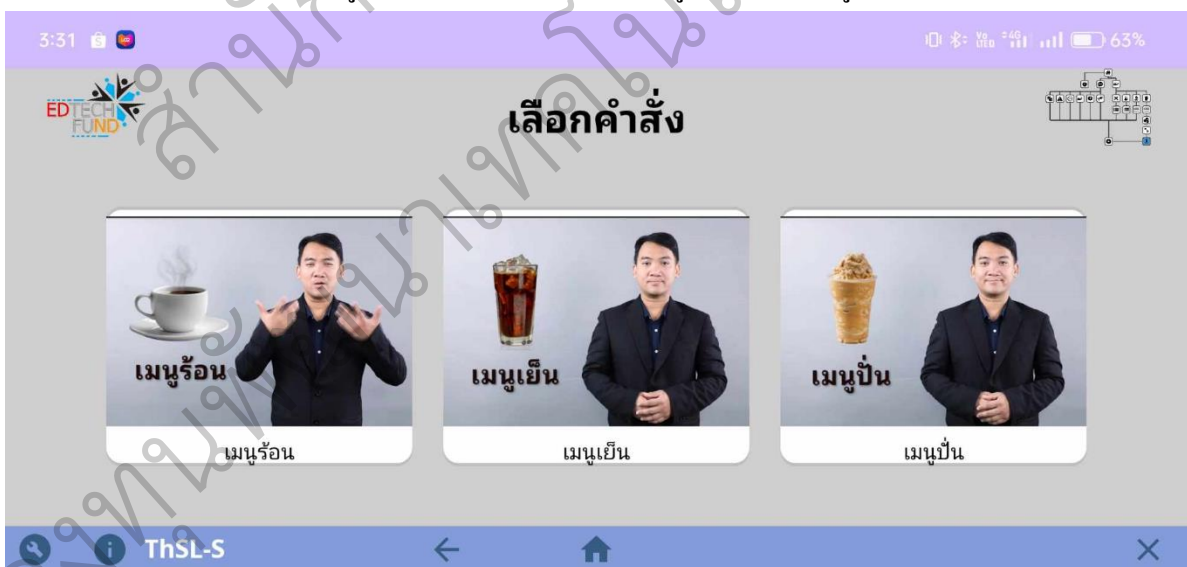 3:31
63%
EDTECH
FUND
เลือกคำสั่ง
เมนูร้อน
เมนูเย็น
เมนูปั่น
เมนูร้อน
เมนูเย็น
เมนูปั่น
ThSL-S